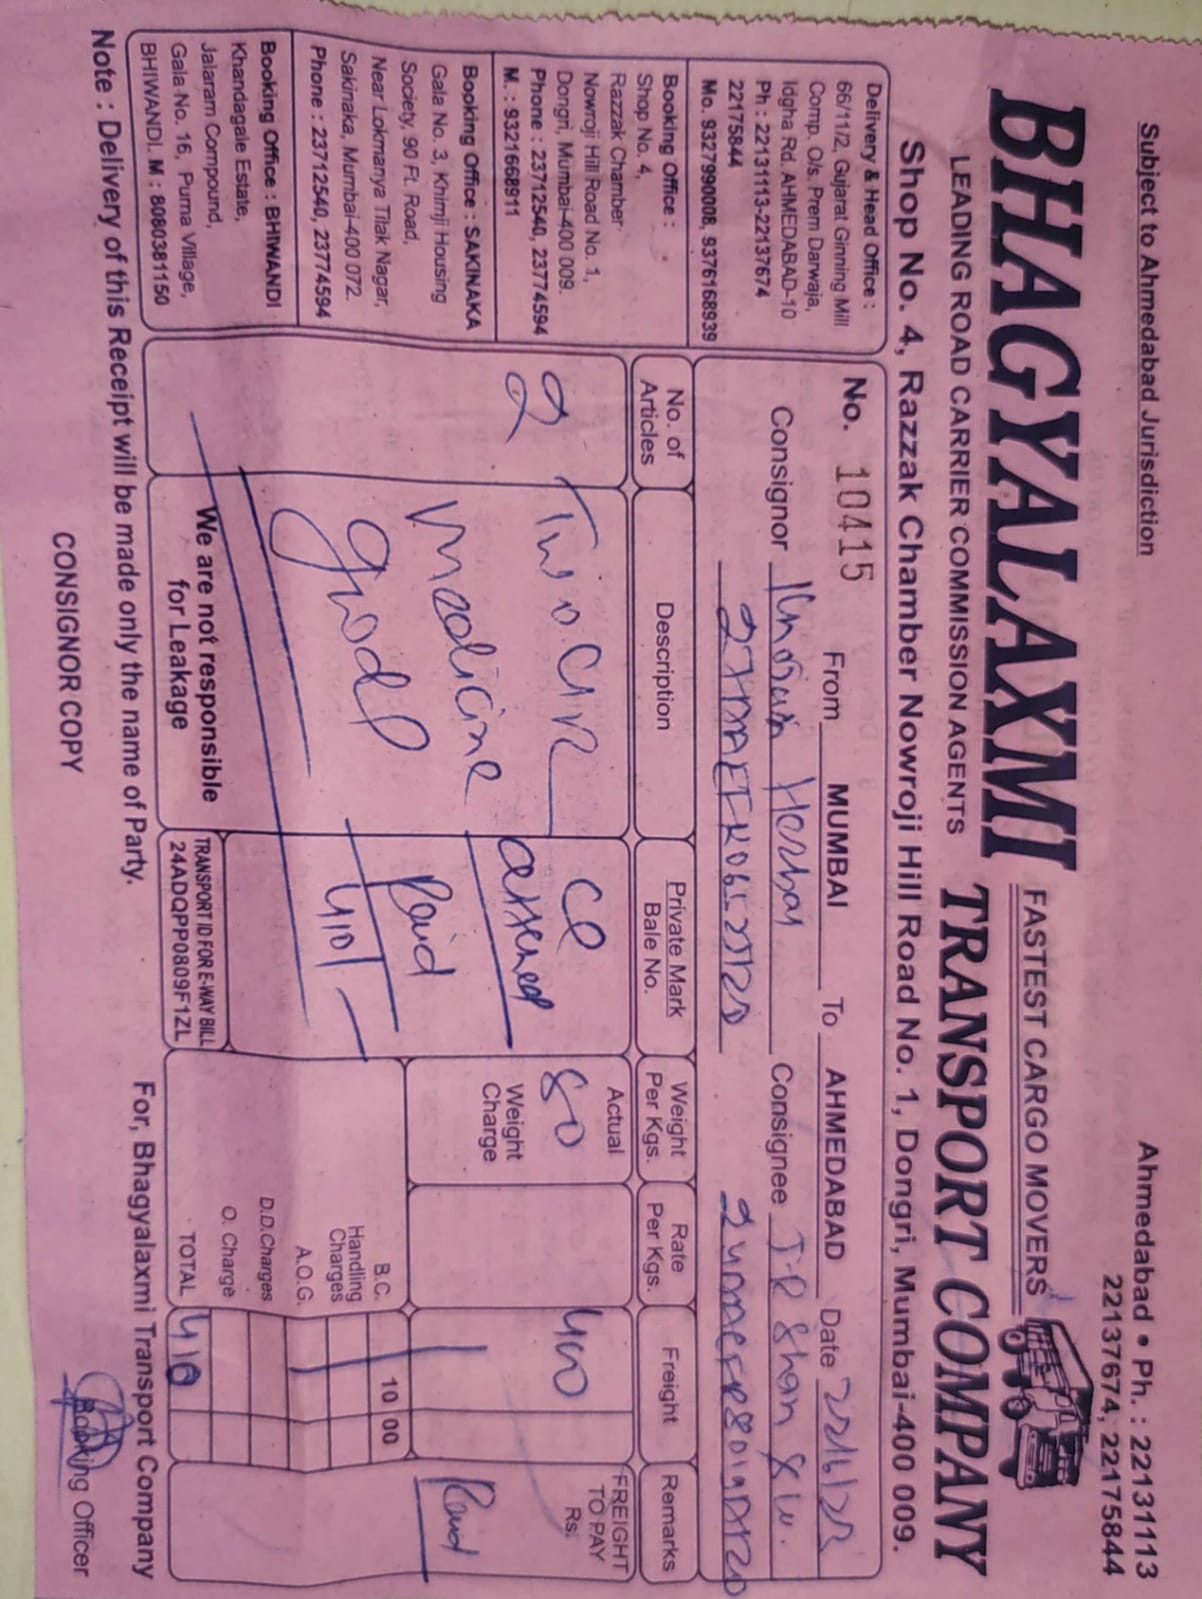 Subject to Ahmedabad Jurisdiction
Ahmedabad • Ph. : 22131113
22137674, 22175844
BHAGYALAXMI
FASTEST CARGO MOVERS
LEADING ROAD CARRIER COMMISSION AGENTS
TRANSPORT COMPANY
Shop No. 4, Razzak Chamber Nowroji Hill Road No. 1, Dongri, Mumbai-400 009.
Delivery & Head Office :
66/11/2, Gujarat Ginning Mill
Comp. O/s. Prem Darwaja,
Idgha Rd. AHMEDABAD-10
Ph : 22131113-22137674
22175844
Mo. 9327990008, 9376168939
Booking Office :
Shop No. 4,
Razzak Chamber
Nowroji Hill Road No. 1,
Dongri, Mumbai-400 009.
Phone : 23712540, 23774594
M. : 9321668911
Booking Office : SAKINAKA
Gala No. 3, Khimji Housing
Society, 90 Ft. Road,
Near Lokmanya Tilak Nagar,
Sakinaka, Mumbai-400 072.
Phone : 23712540, 23774594
Booking Office : BHIWANDI
Khandagale Estate,
Jalaram Compound,
Gala No. 16, Purna Village,
BHIWANDI. M : 8080381150
No. 10415 From MUMBAI To AHMEDABAD Date
Consignor Consignee
No. of Articles
Description
Private Mark Bale No.
Weight Per Kgs.
Rate Per Kgs.
Freight
Remarks
2
2
Medicine
Paid
410
Actual
80
Weight Charge
400
FREIGHT TO PAY Rs.
Paid
B.C. 10 00
Handling Charges
A.O.G.
D.D.Charges
O. Charge
TOTAL 410
We are not responsible
for Leakage
TRANSPORT ID FOR E-WAY BILL
24ADQPP0809F1ZL
Note : Delivery of this Receipt will be made only the name of Party.
For, Bhagyalaxmi Transport Company
CONSIGNOR COPY
Booking Officer